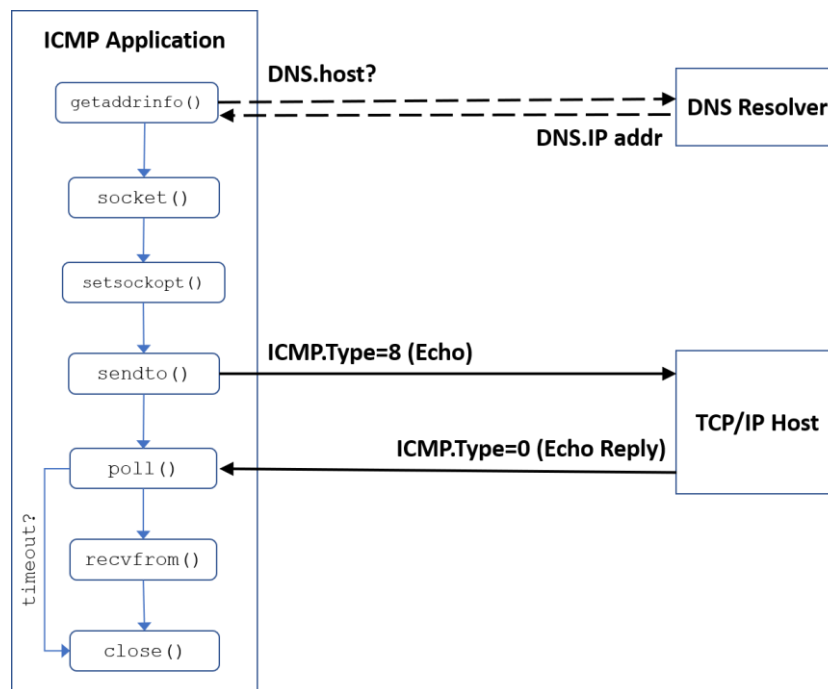 ICMP Application
DNS.host?
getaddrinfo()
DNS Resolver
DNS.IP addr
socket()
setsockopt()
ICMP.Type=8 (Echo)
sendto()
TCP/IP Host
ICMP.Type=0 (Echo Reply)
poll()
timeout?
recvfrom()
close()